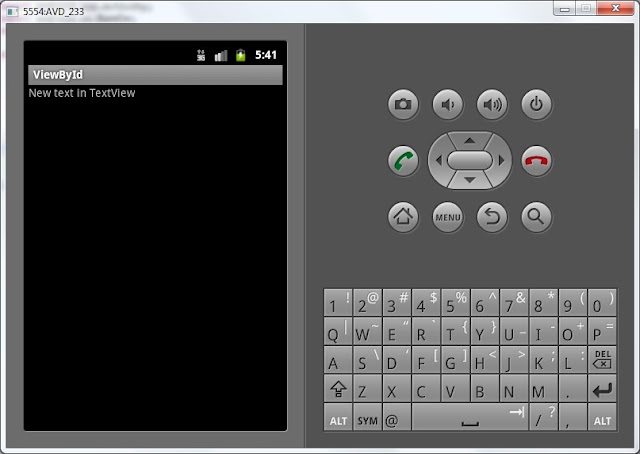 5554:AVD_233
3G 5:41
ViewById
New text in TextView
MENU
1 ! 2 @ 3 # 4 $ 5 % 6 ^ 7 & 8 * 9 ( 0 )
Q | W ~ E " R ` T { Y } U _ I - O + P =
A S \ D ' F [ G ] H < J > K ; L : DEL
Z X C V B N M .
ALT SYM @ / ? , ALT